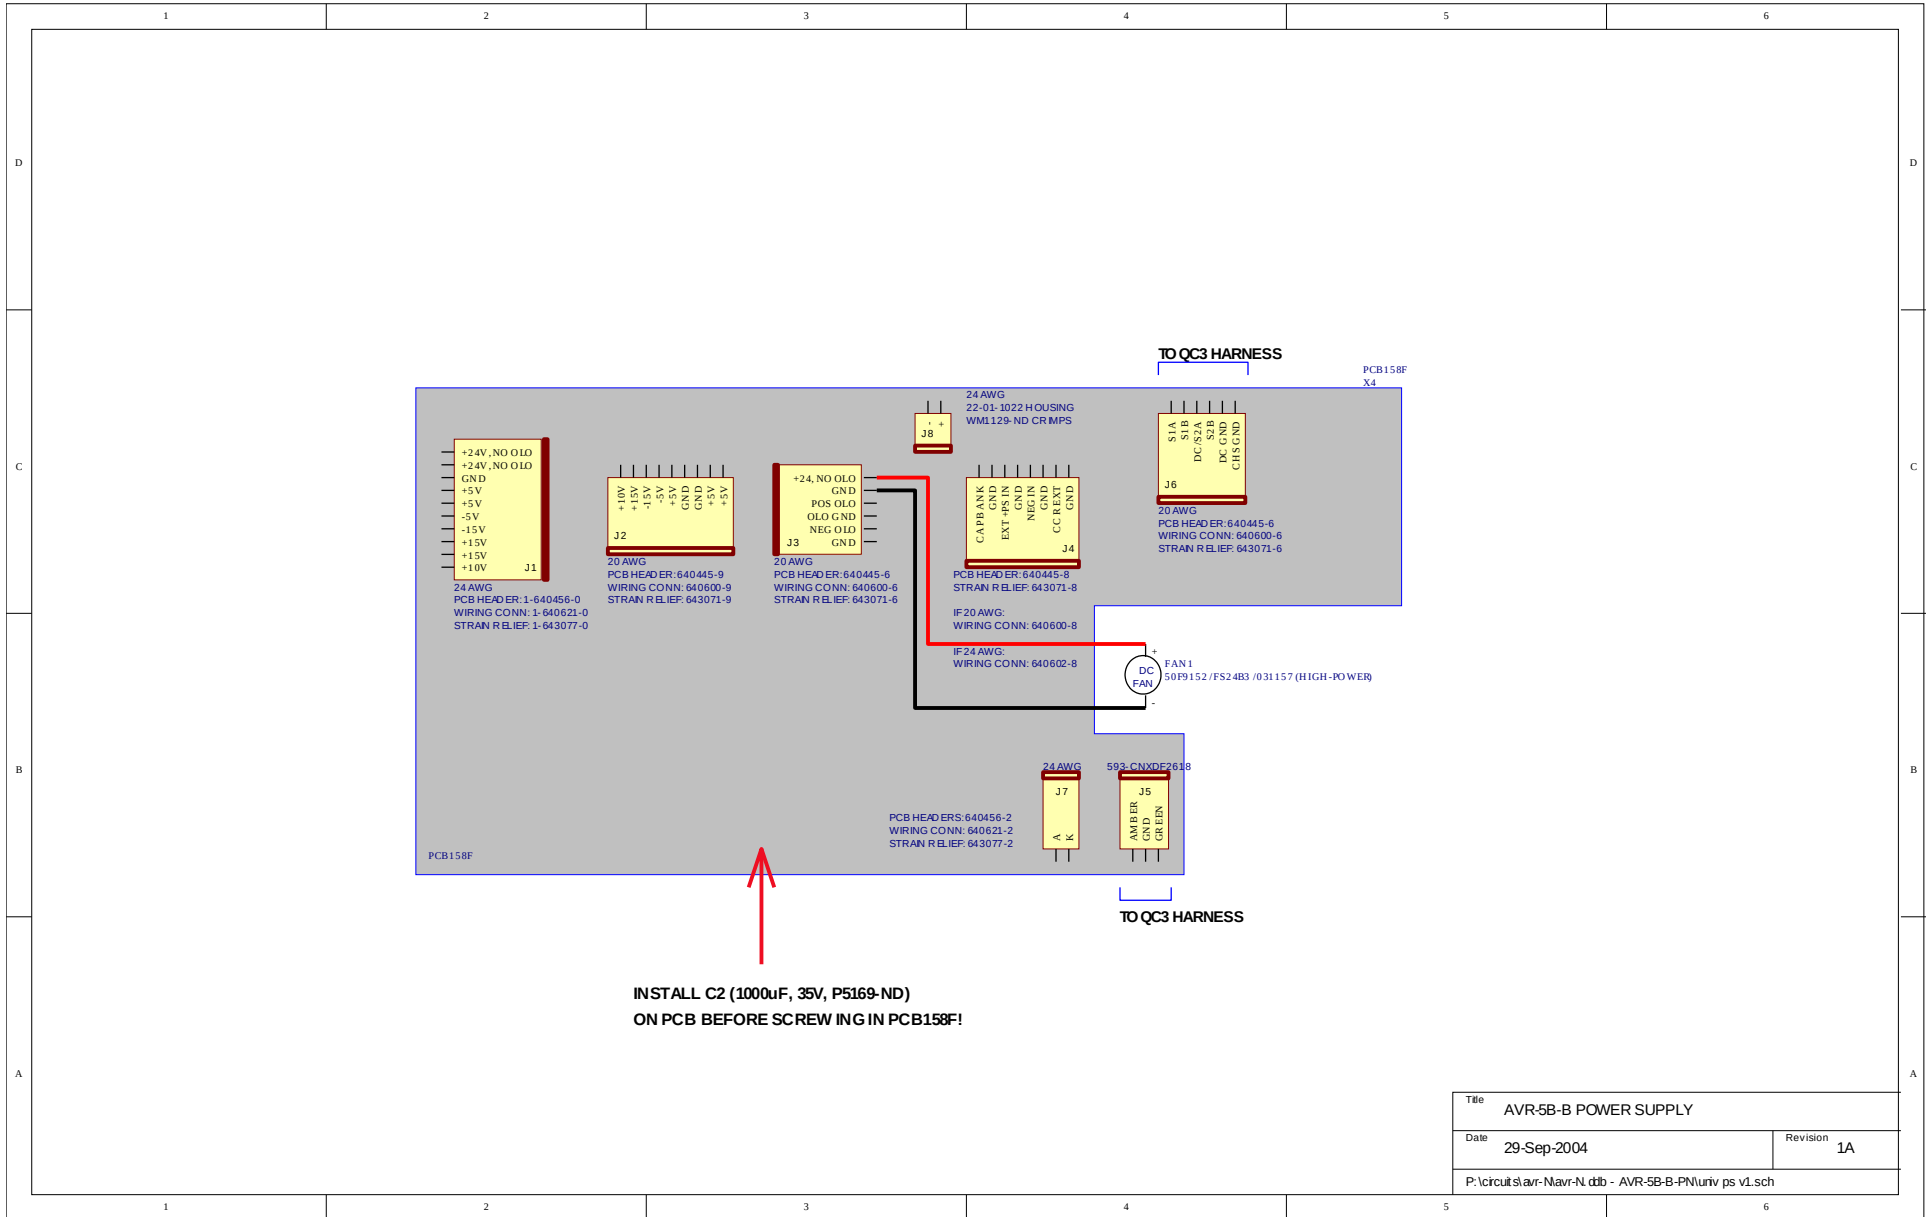 1 2 3 4 5 6
D D
C C
B B
A A
TO QC3 HARNESS
PCB158F
X4
24 AWG
22-01-1022 HOUSING
WM1129-ND CRIMPS
- +
J8
S1A
S1B
DC/S2A
S2B
DC GND
CHS GND
J6
20 AWG
PCB HEADER: 640445-6
WIRING CONN: 640600-6
STRAIN RELIEF: 643071-6
+24V, NO OLO
+24V, NO OLO
GND
+5V
+5V
-5V
-15V
+15V
+15V
+10V
J1
24 AWG
PCB HEADER: 1-640456-0
WIRING CONN: 1-640621-0
STRAIN RELIEF: 1-643077-0
+10V
+15V
-15V
-5V
+5V
GND
GND
+5V
+5V
J2
20 AWG
PCB HEADER: 640445-9
WIRING CONN: 640600-9
STRAIN RELIEF: 643071-9
+24, NO OLO
GND
POS OLO
OLO GND
NEG OLO
GND
J3
20 AWG
PCB HEADER: 640445-6
WIRING CONN: 640600-6
STRAIN RELIEF: 643071-6
CAP BANK
GND
EXT +PS IN
GND
NEG IN
GND
CCR EXT
GND
J4
PCB HEADER: 640445-8
STRAIN RELIEF: 643071-8
IF 20 AWG:
WIRING CONN: 640600-8
IF 24 AWG:
WIRING CONN: 640602-8
+
DC
FAN
-
FAN1
50F9152 / FS24B3 / 031157 (HIGH-POWER)
24 AWG
J7
A
K
PCB HEADERS: 640456-2
WIRING CONN: 640621-2
STRAIN RELIEF: 643077-2
593-CNXDF2618
J5
AMBER
GND
GREEN
PCB158F
TO QC3 HARNESS
INSTALL C2 (1000uF, 35V, P5169-ND)
ON PCB BEFORE SCREWING IN PCB158F!
Title
AVR-5B-B POWER SUPPLY
Date
29-Sep-2004
Revision
1A
P:\circuits\avr-N\avr-N.ddb - AVR-5B-B-PN\univ ps v1.sch
1 2 3 4 5 6